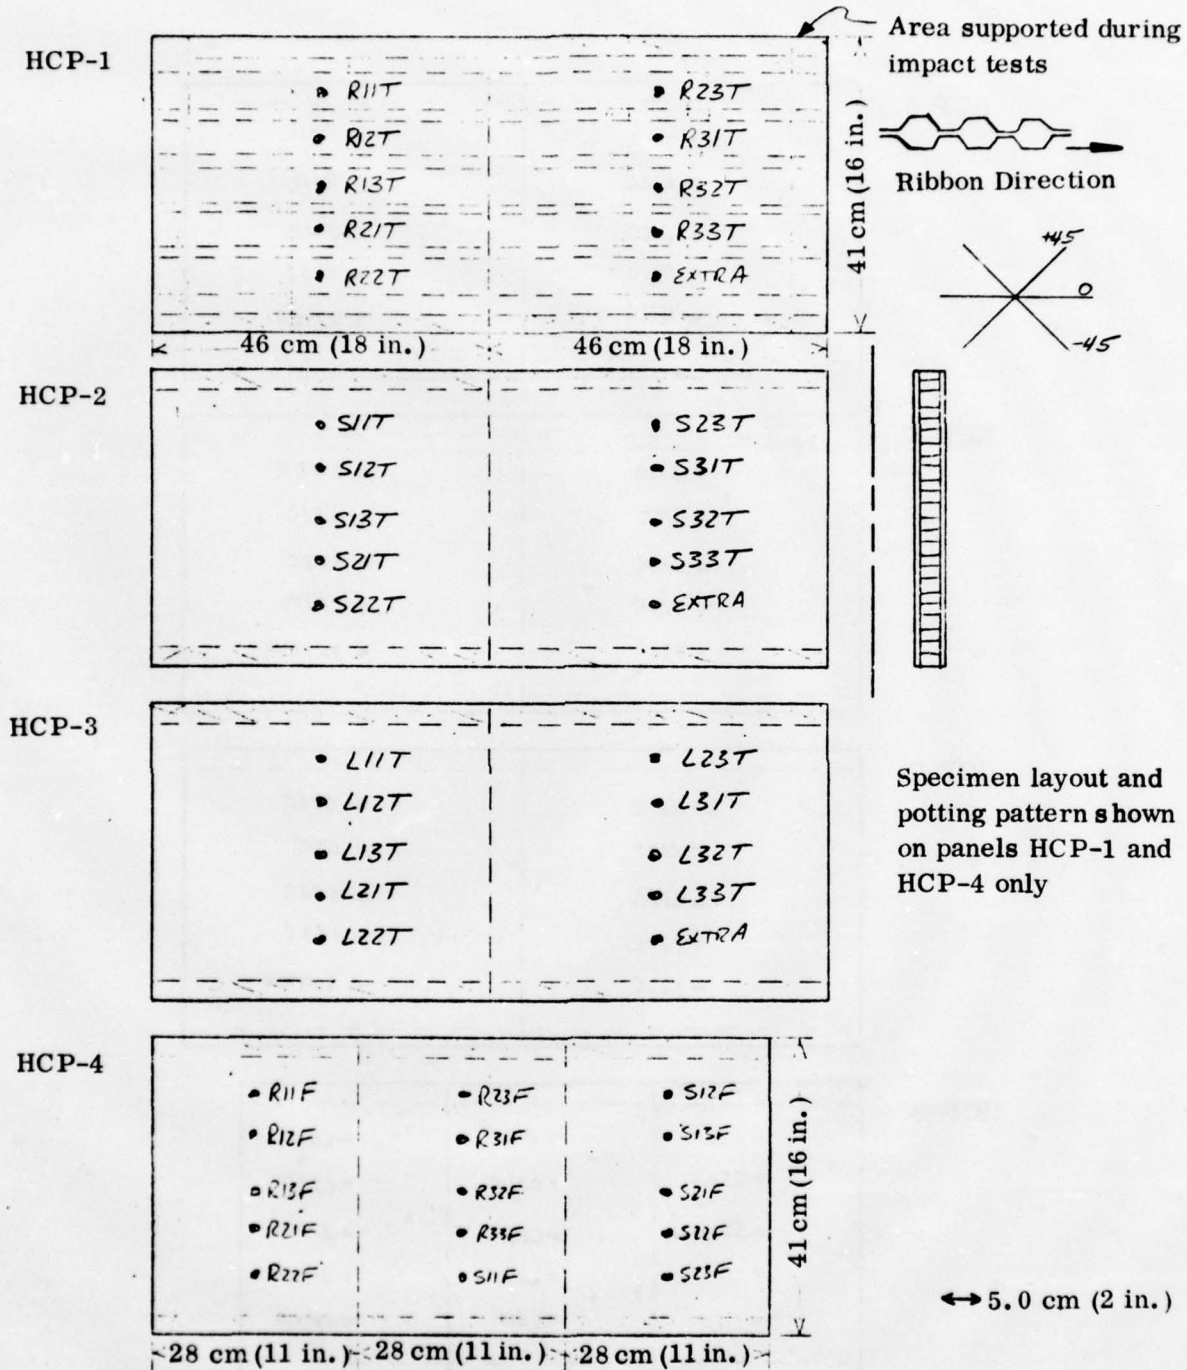 Area supported during
impact tests
HCP-1
R11T
R23T
R12T
R31T
R13T
R32T
R21T
R33T
R22T
EXTRA
41 cm (16 in.)
46 cm (18 in.)
46 cm (18 in.)
Ribbon Direction
+45
0
-45
HCP-2
S11T
S23T
S12T
S31T
S13T
S32T
S21T
S33T
S22T
EXTRA
HCP-3
L11T
L23T
L12T
L31T
L13T
L32T
L21T
L33T
L22T
EXTRA
Specimen layout and
potting pattern shown
on panels HCP-1 and
HCP-4 only
HCP-4
R11F
R23F
S12F
R12F
R31F
S13F
R13F
R32F
S21F
R21F
R33F
S22F
R22F
S11F
S23F
41 cm (16 in.)
28 cm (11 in.)
28 cm (11 in.)
28 cm (11 in.)
5.0 cm (2 in.)